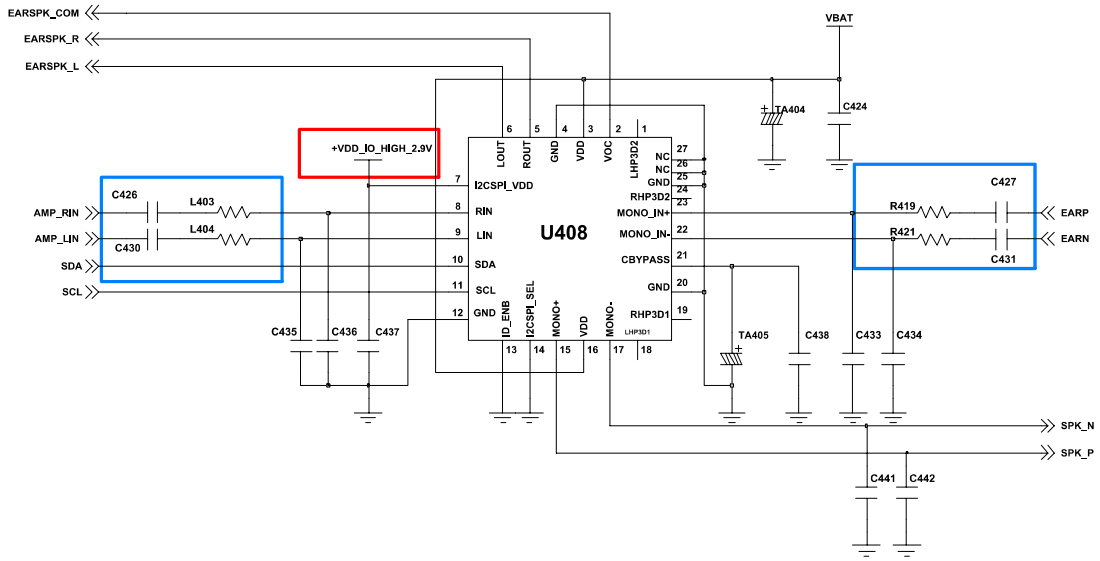 EARSPK_COM
EARSPK_R
EARSPK_L
VBAT
TA404
C424
+VDD_IO_HIGH_2.9V
6 5 4 3 2 1
LOUT ROUT GND VDD VOC LHP3D2
7 I2CSPI_VDD
8 RIN
9 LIN
10 SDA
11 SCL
12 GND
U408
NC 27
NC 26
GND 25
RHP3D2 24
MONO_IN+ 23
MONO_IN- 22
CBYPASS 21
GND 20
RHP3D1 19
LHP3D1
ID_ENB I2CSPI_SEL MONO+ VDD MONO-
13 14 15 16 17 18
C426 L403
AMP_RIN
L404
AMP_LIN C430
SDA
SCL
C435 C436 C437
C427
R419 EARP
R421 EARN
C431
TA405 C438 C433 C434
SPK_N
SPK_P
C441 C442